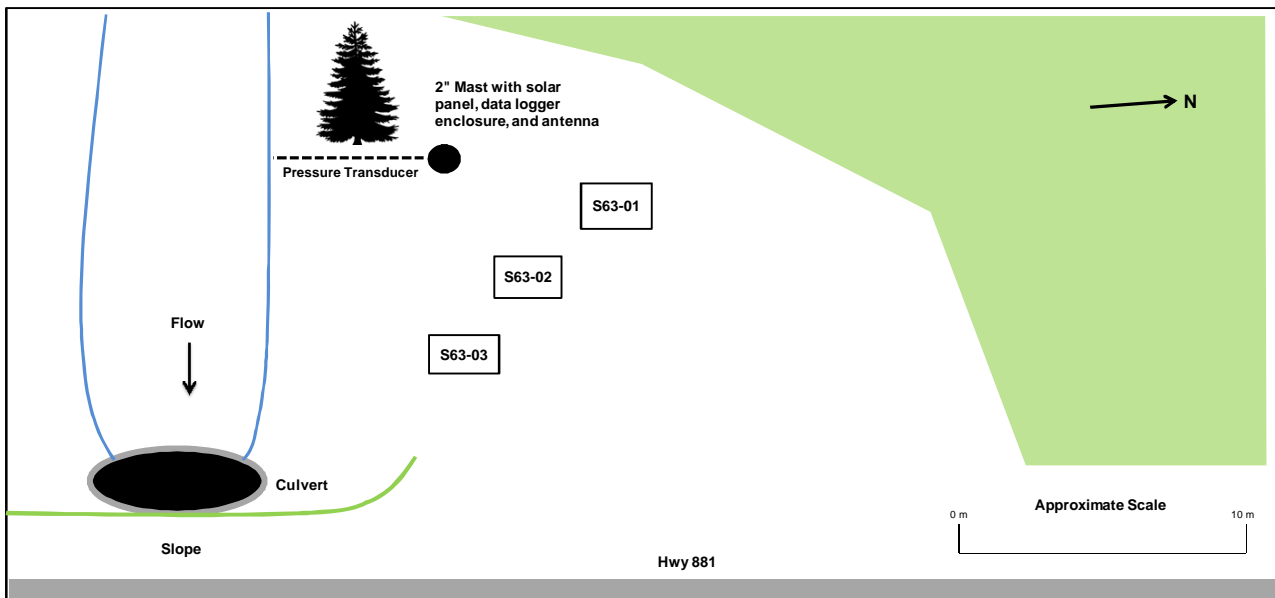 2" Mast with solar
panel, data logger
enclosure, and antenna
N
Pressure Transducer
S63-01
S63-02
Flow
S63-03
Culvert
Approximate Scale
0 m
10 m
Slope
Hwy 881